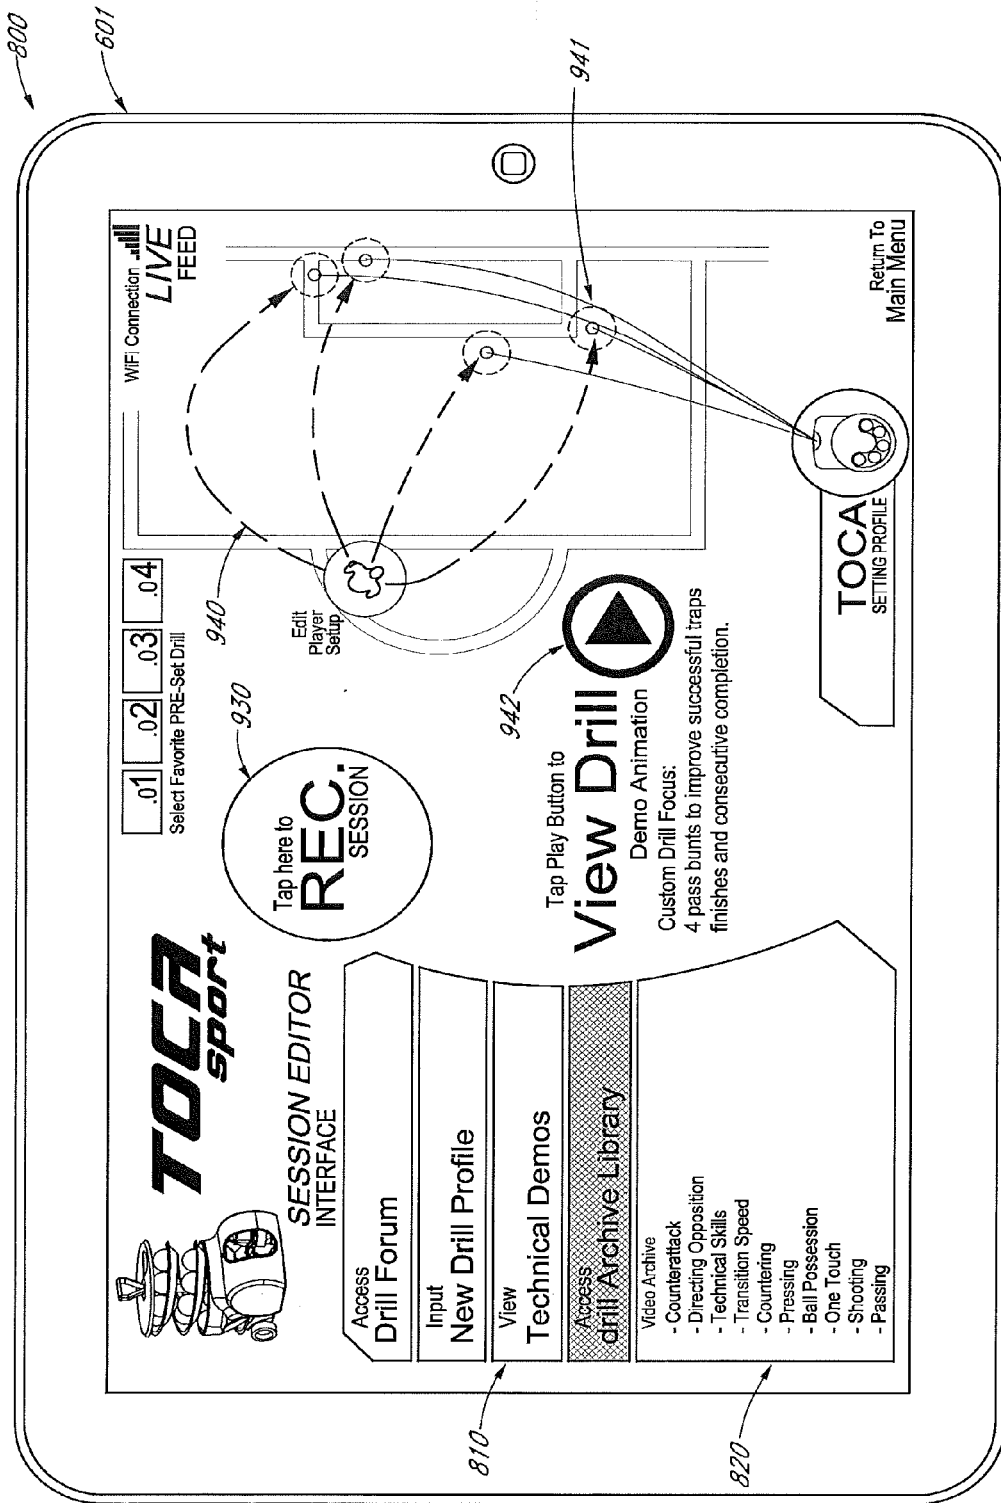 800
601
TOCA
sport
SESSION EDITOR
INTERFACE
Access
Drill Forum
Input
New Drill Profile
View
Technical Demos
Access
drill Archive Library
Video Archive
- Counterattack
- Directing Opposition
- Technical Skills
- Transition Speed
- Countering
- Pressing
- Ball Possession
- One Touch
- Shooting
- Passing
810
820
.01 .02 .03 .04
Select Favorite PRE-Set Drill
930
Tap here to
REC.
SESSION
940
Edit
Player
Setup
WiFi Connection
LIVE
FEED
941
942
Tap Play Button to
View Drill
Demo Animation
Custom Drill Focus:
4 pass bunts to improve successful traps
finishes and consecutive completion.
TOCA
SETTING PROFILE
Return To
Main Menu